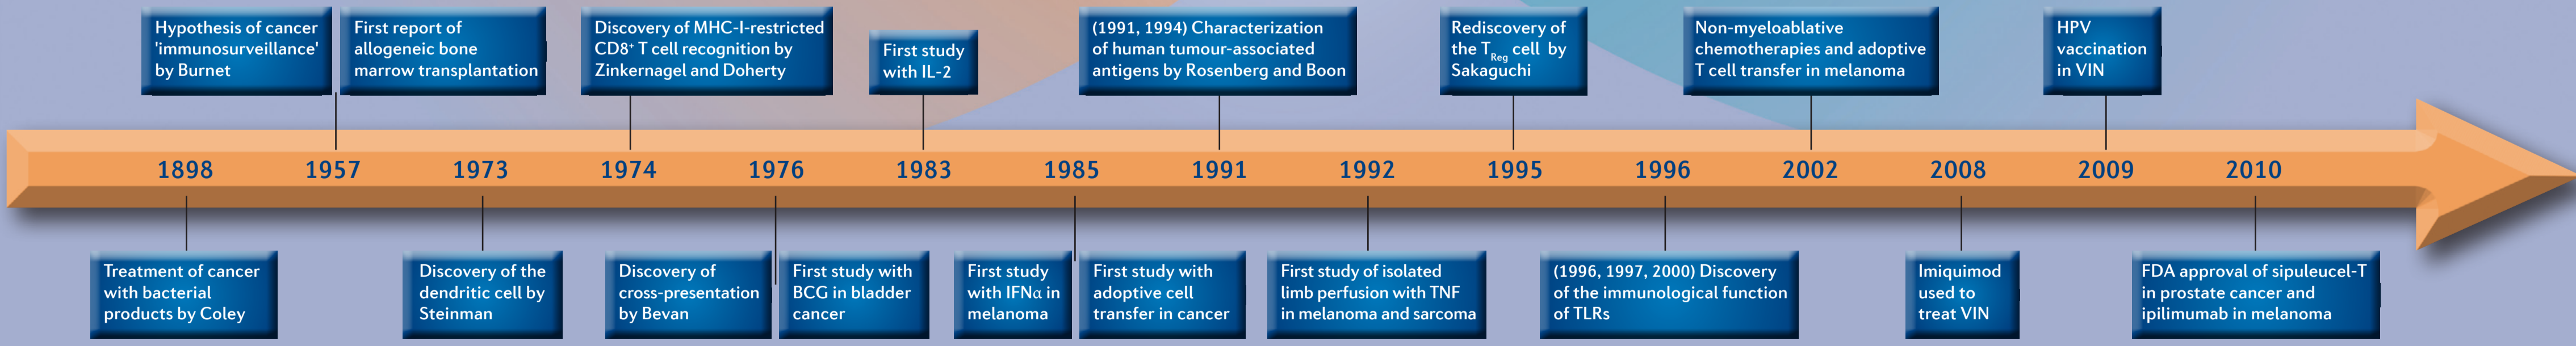 Hypothesis of cancer
'immunosurveillance'
by Burnet
First report of
allogeneic bone
marrow transplantation
Discovery of MHC-I-restricted
CD8⁺ T cell recognition by
Zinkernagel and Doherty
First study
with IL-2
(1991, 1994) Characterization
of human tumour-associated
antigens by Rosenberg and Boon
Rediscovery of
the T_Reg cell by
Sakaguchi
Non-myeloablative
chemotherapies and adoptive
T cell transfer in melanoma
HPV
vaccination
in VIN
1898 1957 1973 1974 1976 1983 1985 1991 1992 1995 1996 2002 2008 2009 2010
Treatment of cancer
with bacterial
products by Coley
Discovery of the
dendritic cell by
Steinman
Discovery of
cross-presentation
by Bevan
First study with
BCG in bladder
cancer
First study
with IFNα in
melanoma
First study with
adoptive cell
transfer in cancer
First study of isolated
limb perfusion with TNF
in melanoma and sarcoma
(1996, 1997, 2000) Discovery
of the immunological function
of TLRs
Imiquimod
used to
treat VIN
FDA approval of sipuleucel-T
in prostate cancer and
ipilimumab in melanoma